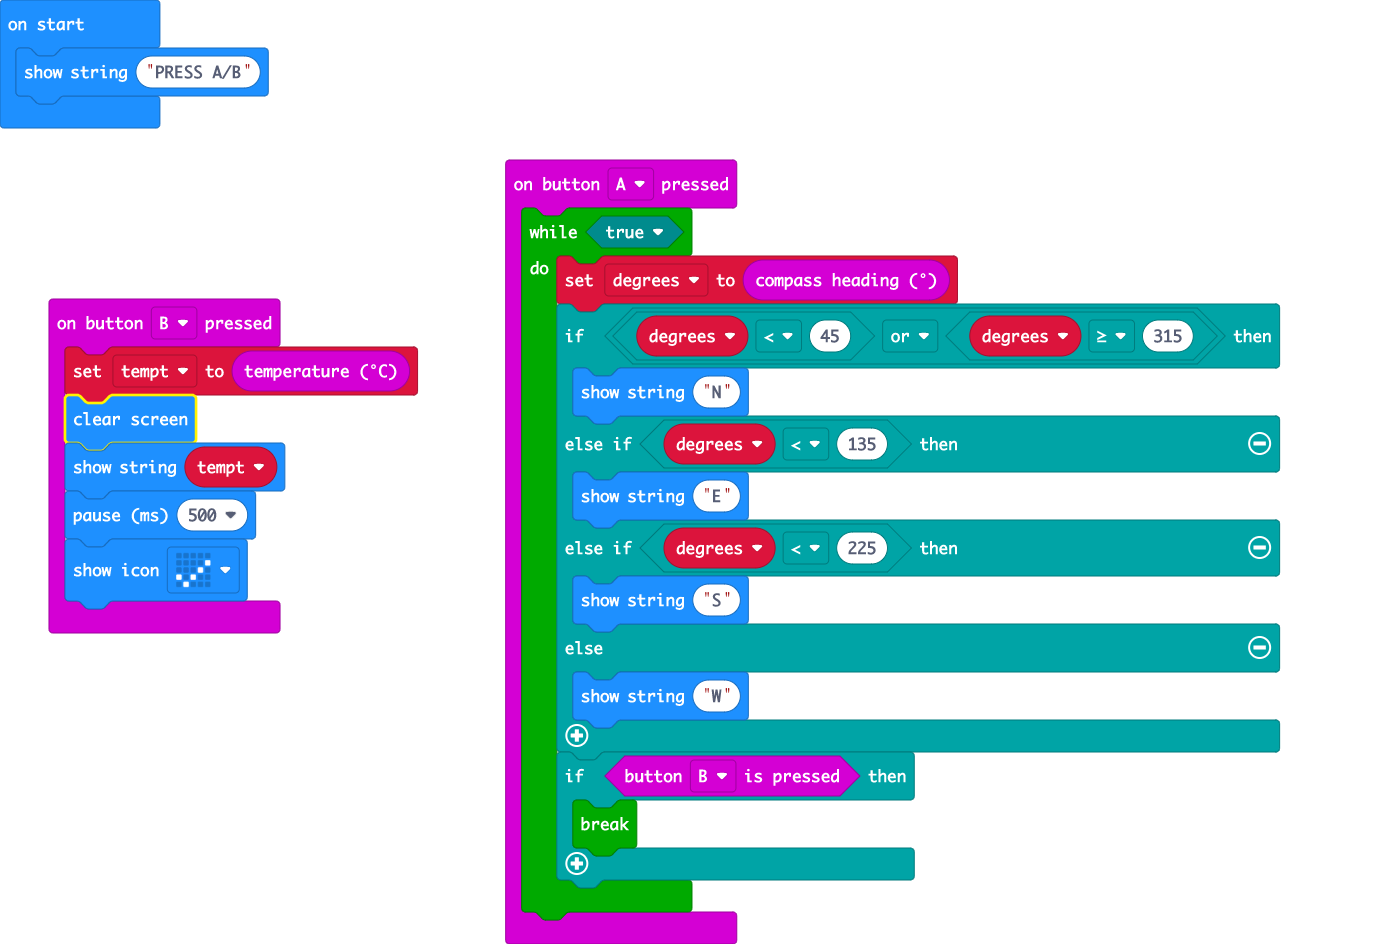 on start
show string "PRESS A/B"
on button B pressed
set tempt to temperature (°C)
clear screen
show string tempt
pause (ms) 500
show icon
on button A pressed
while true
do
set degrees to compass heading (°)
if degrees < 45 or degrees ≥ 315 then
show string "N"
else if degrees < 135 then
show string "E"
else if degrees < 225 then
show string "S"
else
show string "W"
if button B is pressed then
break